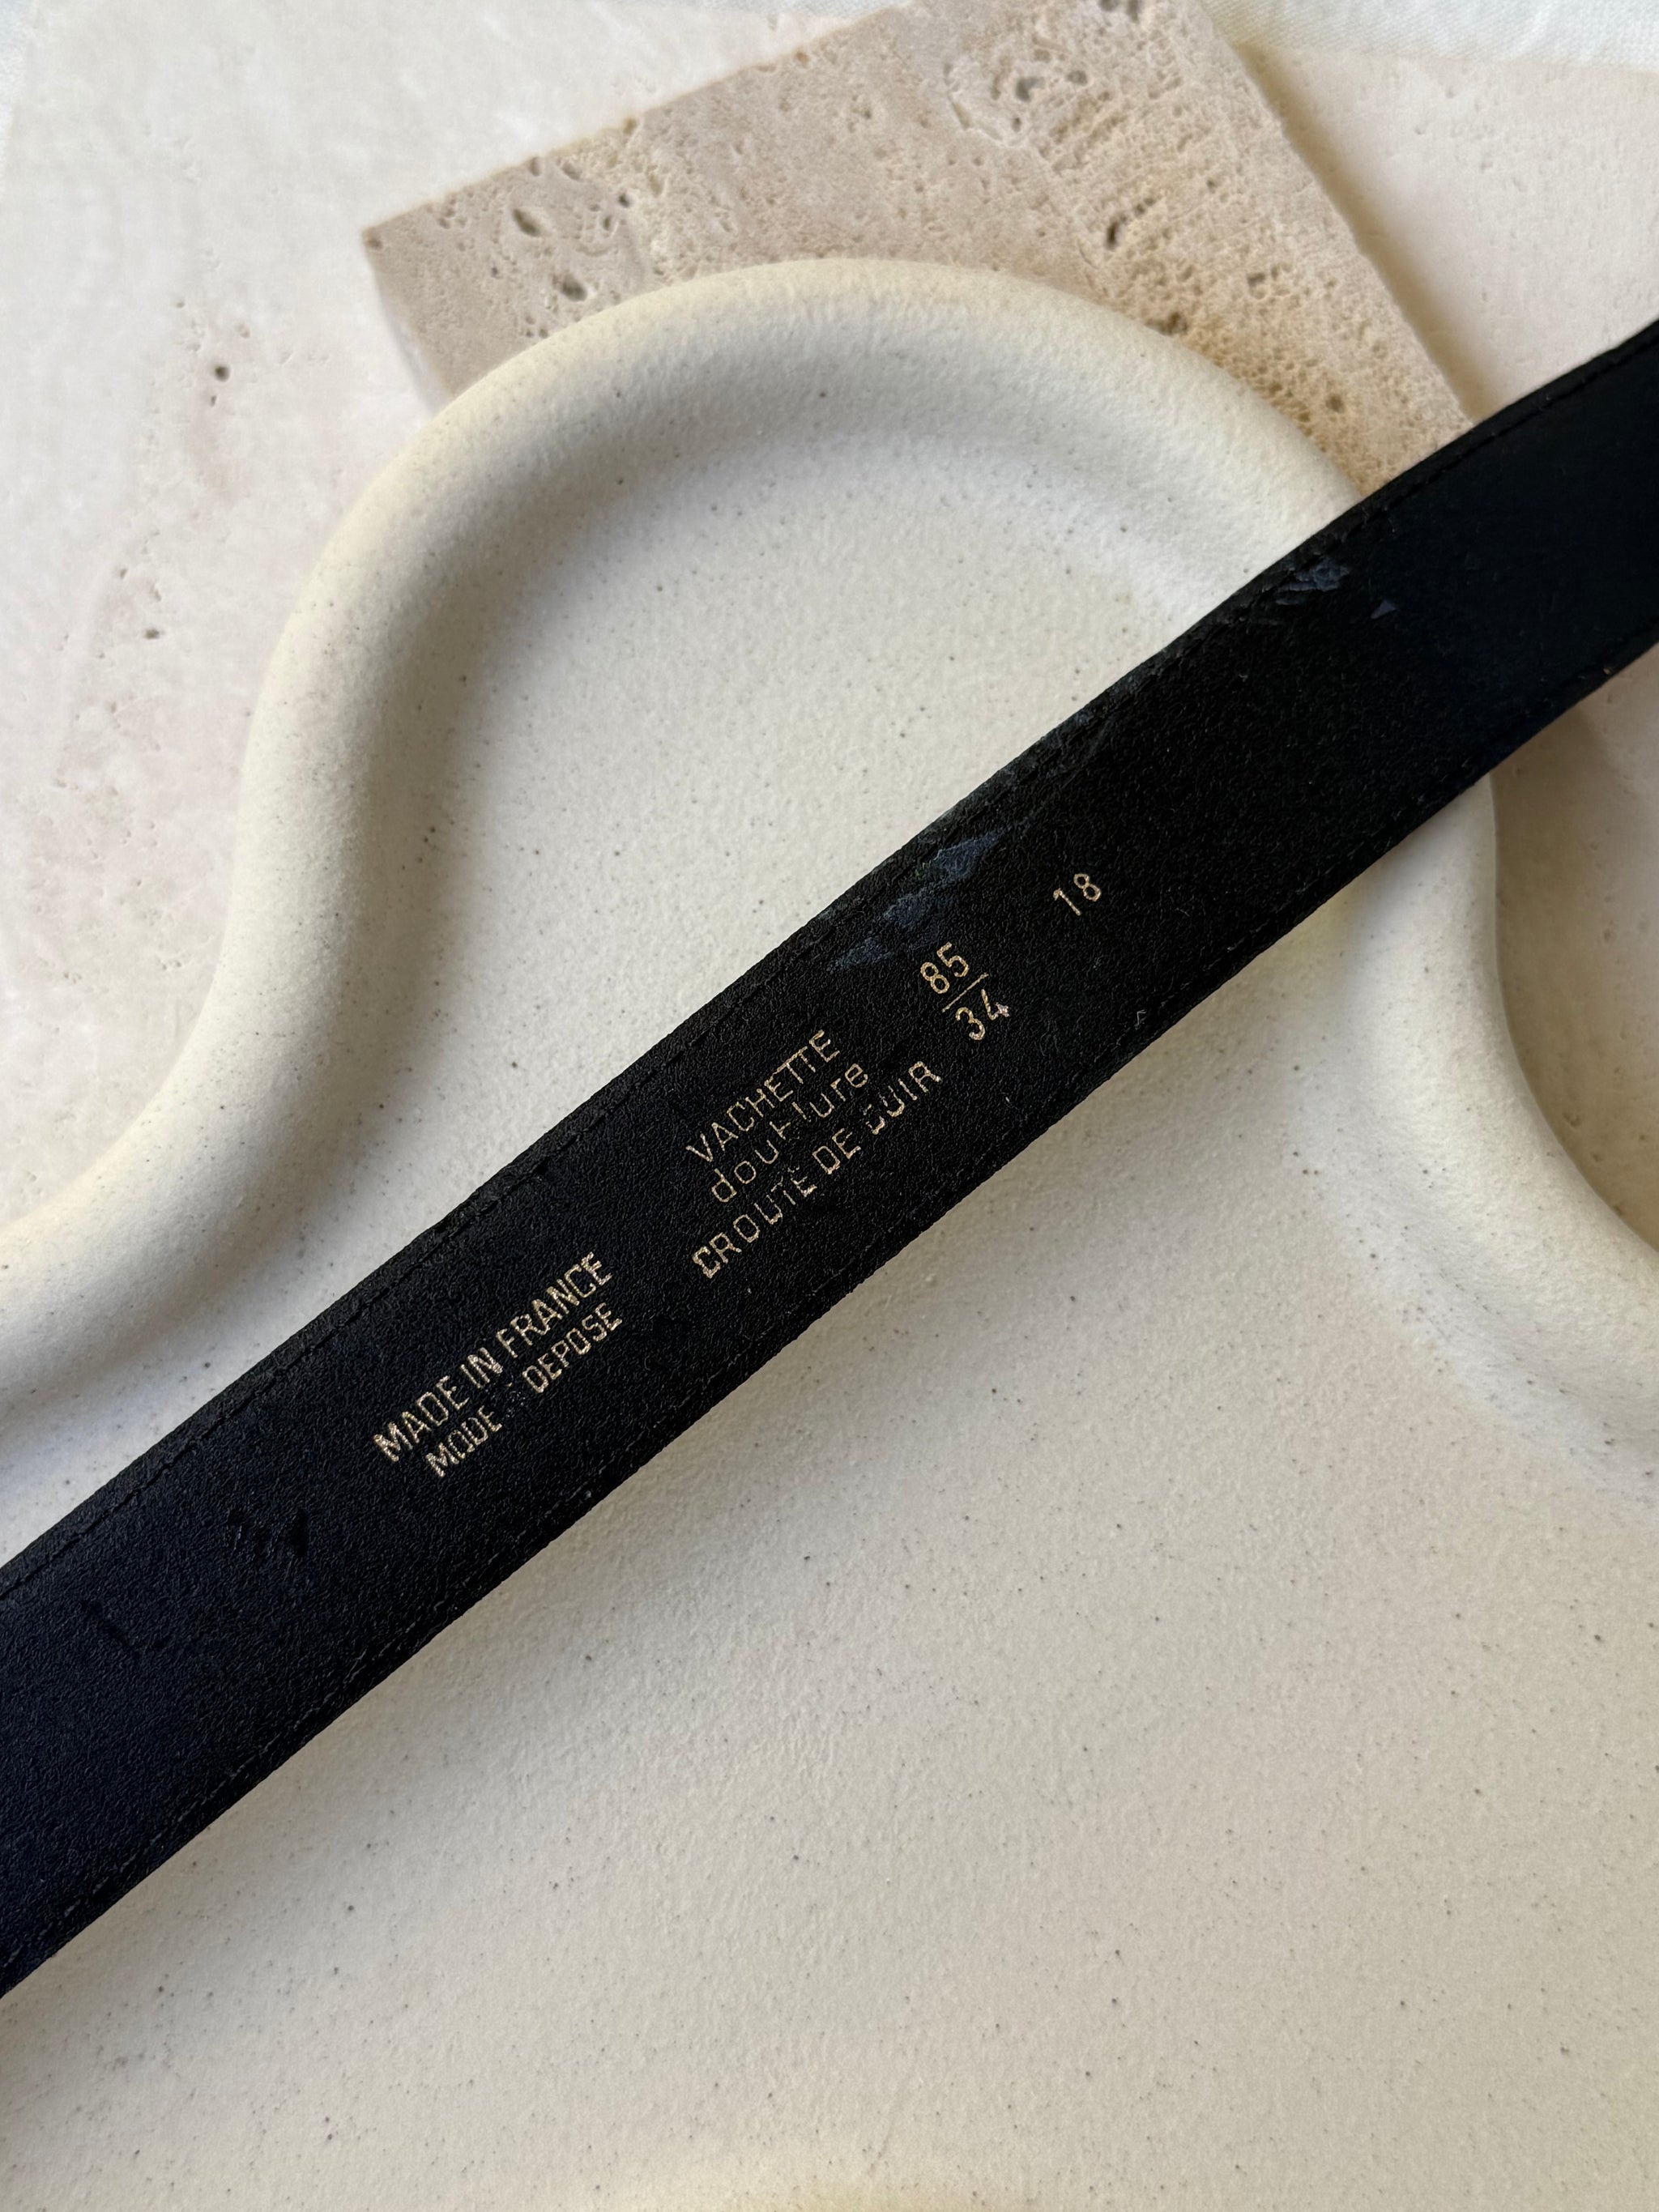 MADE IN FRANCE
MODELE DEPOSE
VACHETTE
doublure
CROUTE DE CUIR
85
34
18